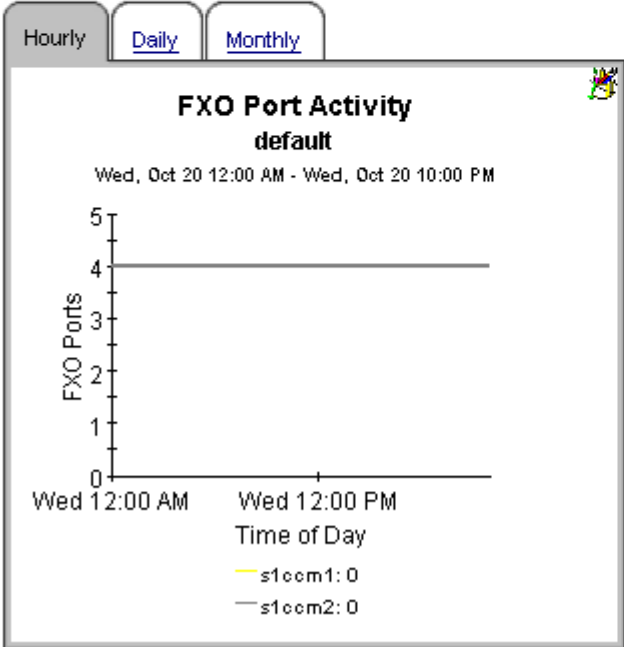 Hourly Daily Monthly
FXO Port Activity
default
Wed, Oct 20 12:00 AM - Wed, Oct 20 10:00 PM
5
4
3
2
1
0
FXO Ports
Wed 12:00 AM Wed 12:00 PM
Time of Day
s1ccm1: 0
s1ccm2: 0